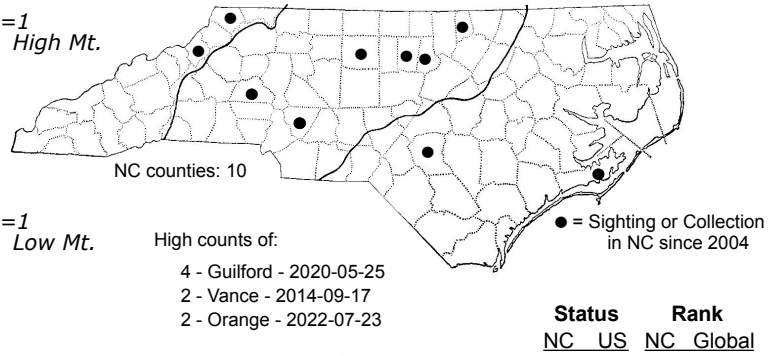 =1
High Mt.
NC counties: 10
=1
Low Mt.
High counts of:
4 - Guilford - 2020-05-25
2 - Vance - 2014-09-17
2 - Orange - 2022-07-23
● = Sighting or Collection
in NC since 2004
Status Rank
NC US NC Global